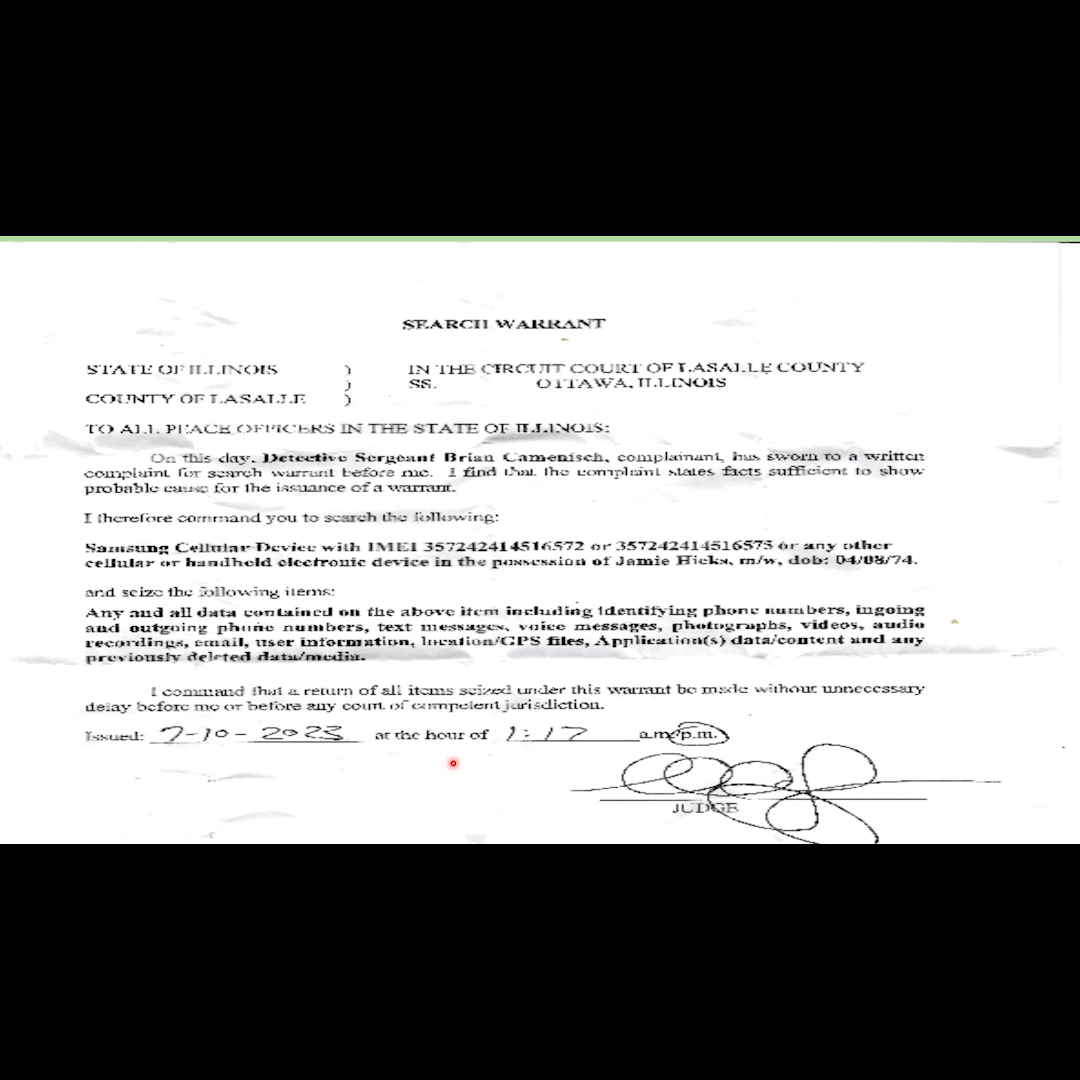 SEARCH WARRANT
STATE OF ILLINOIS ) IN THE CIRCUIT COURT OF LASALLE COUNTY
) SS. OTTAWA, ILLINOIS
COUNTY OF LASALLE )
TO ALL PEACE OFFICERS IN THE STATE OF ILLINOIS:
On this day, Detective Sergeant Brian Camenisch, complainant, has sworn to a written
complaint for search warrant before me. I find that the complaint states facts sufficient to show
probable cause for the issuance of a warrant.
I therefore command you to search the following:
Samsung Cellular Device with IMEI 357242414516572 or 357242414516575 or any other
cellular or handheld electronic device in the possession of Jamie Hicks, m/w, dob: 04/08/74.
and seize the following items:
Any and all data contained on the above item including identifying phone numbers, ingoing
and outgoing phone numbers, text messages, voice messages, photographs, videos, audio
recordings, email, user information, location/GPS files, Application(s) data/content and any
previously deleted data/media.
I command that a return of all items seized under this warrant be made without unnecessary
delay before me or before any court of competent jurisdiction.
Issued: 7-10-2023 at the hour of 1:17 a.m/p.m.
JUDGE